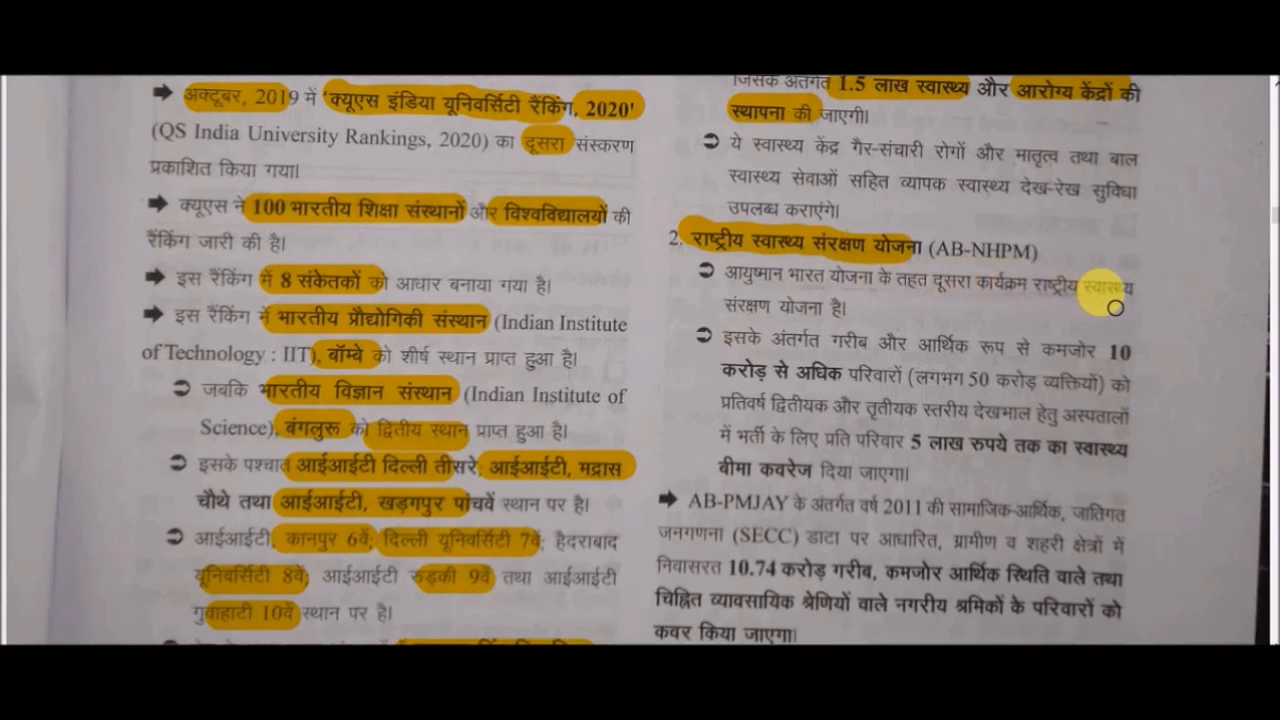 ➡ अक्टूबर, 2019 में 'क्यूएस इंडिया यूनिवर्सिटी रैंकिंग, 2020'
(QS India University Rankings, 2020) का दूसरा संस्करण
प्रकाशित किया गया।
➡ क्यूएस ने 100 भारतीय शिक्षा संस्थानों और विश्वविद्यालयों की
रैंकिंग जारी की है।
➡ इस रैंकिंग में 8 संकेतकों को आधार बनाया गया है।
➡ इस रैंकिंग में भारतीय प्रौद्योगिकी संस्थान (Indian Institute
of Technology : IIT), बॉम्बे को शीर्ष स्थान प्राप्त हुआ है।
➲ जबकि भारतीय विज्ञान संस्थान (Indian Institute of
Science), बंगलुरू को द्वितीय स्थान प्राप्त हुआ है।
➲ इसके पश्चात आईआईटी दिल्ली तीसरे; आईआईटी, मद्रास
चौथे तथा आईआईटी, खड़गपुर पांचवें स्थान पर है।
➲ आईआईटी, कानपुर 6वें; दिल्ली यूनिवर्सिटी 7वें; हैदराबाद
यूनिवर्सिटी 8वें; आईआईटी रुड़की 9वें तथा आईआईटी
गुवाहाटी 10वें स्थान पर है।
जिसके अंतर्गत 1.5 लाख स्वास्थ्य और आरोग्य केंद्रों की
स्थापना की जाएगी।
➲ ये स्वास्थ्य केंद्र गैर-संचारी रोगों और मातृत्व तथा बाल
स्वास्थ्य सेवाओं सहित व्यापक स्वास्थ्य देख-रेख सुविधा
उपलब्ध कराएंगे।
2. राष्ट्रीय स्वास्थ्य संरक्षण योजना (AB-NHPM)
➲ आयुष्मान भारत योजना के तहत दूसरा कार्यक्रम राष्ट्रीय स्वास्थ्य
संरक्षण योजना है।
➲ इसके अंतर्गत गरीब और आर्थिक रूप से कमजोर 10
करोड़ से अधिक परिवारों (लगभग 50 करोड़ व्यक्तियों) को
प्रतिवर्ष द्वितीयक और तृतीयक स्तरीय देखभाल हेतु अस्पतालों
में भर्ती के लिए प्रति परिवार 5 लाख रुपये तक का स्वास्थ्य
बीमा कवरेज दिया जाएगा।
➡ AB-PMJAY के अंतर्गत वर्ष 2011 की सामाजिक-आर्थिक, जातिगत
जनगणना (SECC) डाटा पर आधारित, ग्रामीण व शहरी क्षेत्रों में
निवासरत 10.74 करोड़ गरीब, कमजोर आर्थिक स्थिति वाले तथा
चिह्नित व्यावसायिक श्रेणियों वाले नगरीय श्रमिकों के परिवारों को
कवर किया जाएगा।